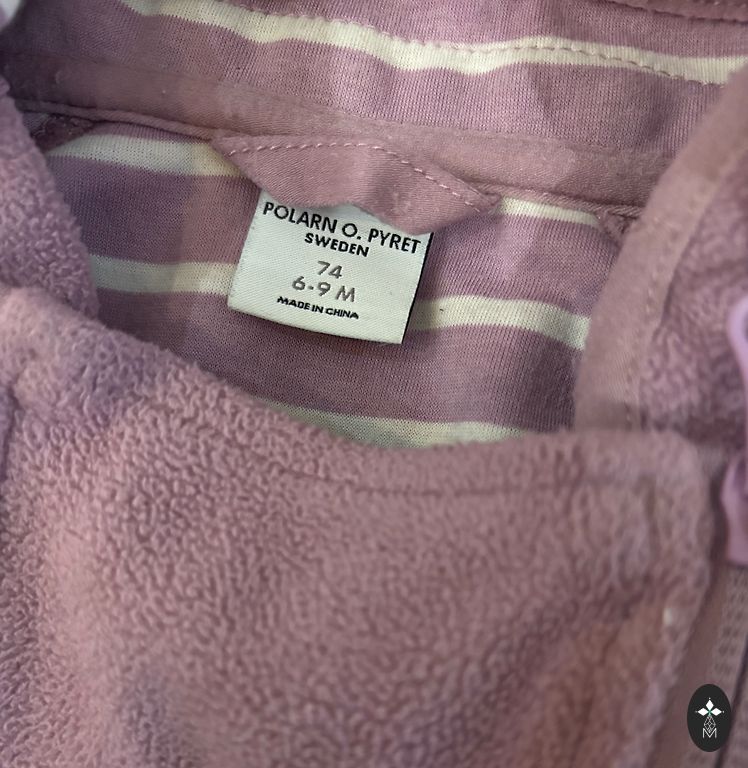 POLARN O. PYRET
SWEDEN
74
6-9 M
MADE IN CHINA
M